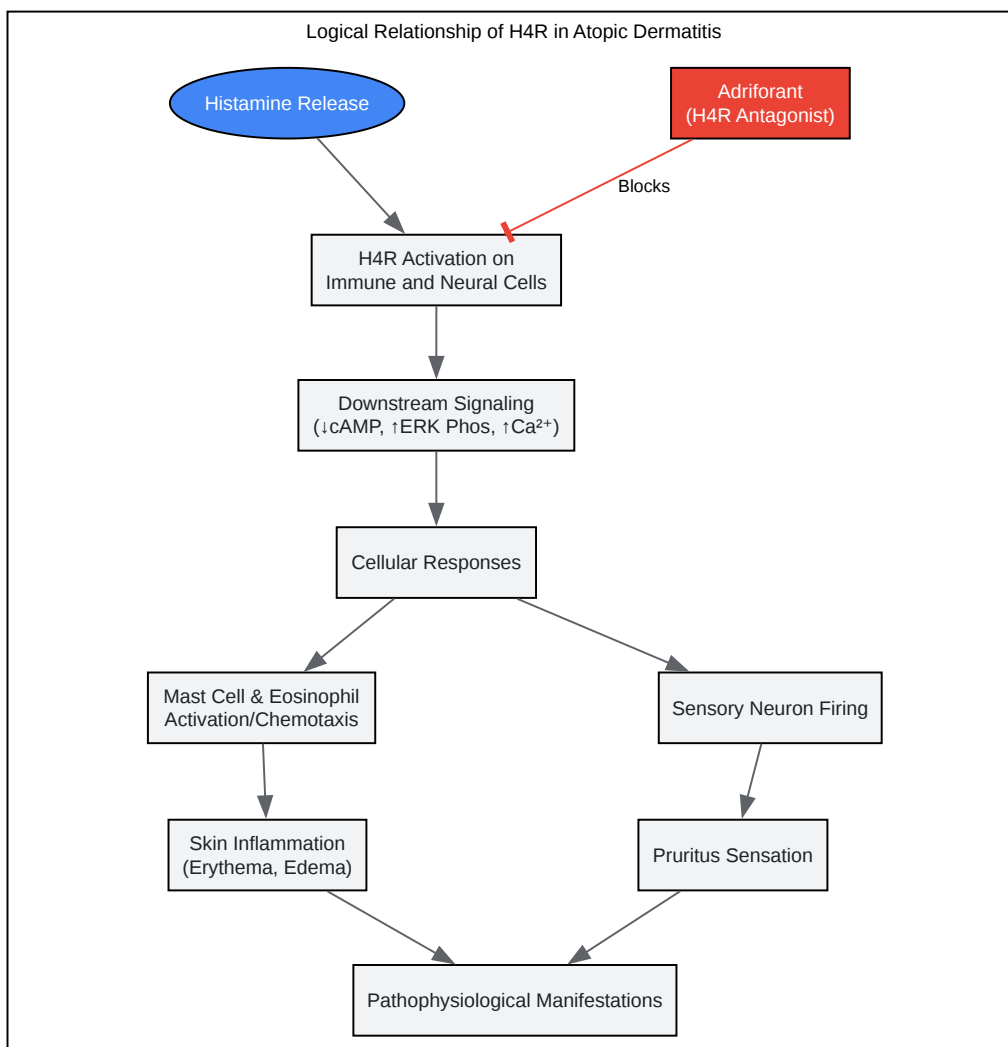 Logical Relationship of H4R in Atopic Dermatitis
Histamine Release
Adriforant
(H4R Antagonist)
Blocks
H4R Activation on
Immune and Neural Cells
Downstream Signaling
(↓cAMP, ↑ERK Phos, ↑Ca²⁺)
Cellular Responses
Mast Cell & Eosinophil
Activation/Chemotaxis
Sensory Neuron Firing
Skin Inflammation
(Erythema, Edema)
Pruritus Sensation
Pathophysiological Manifestations